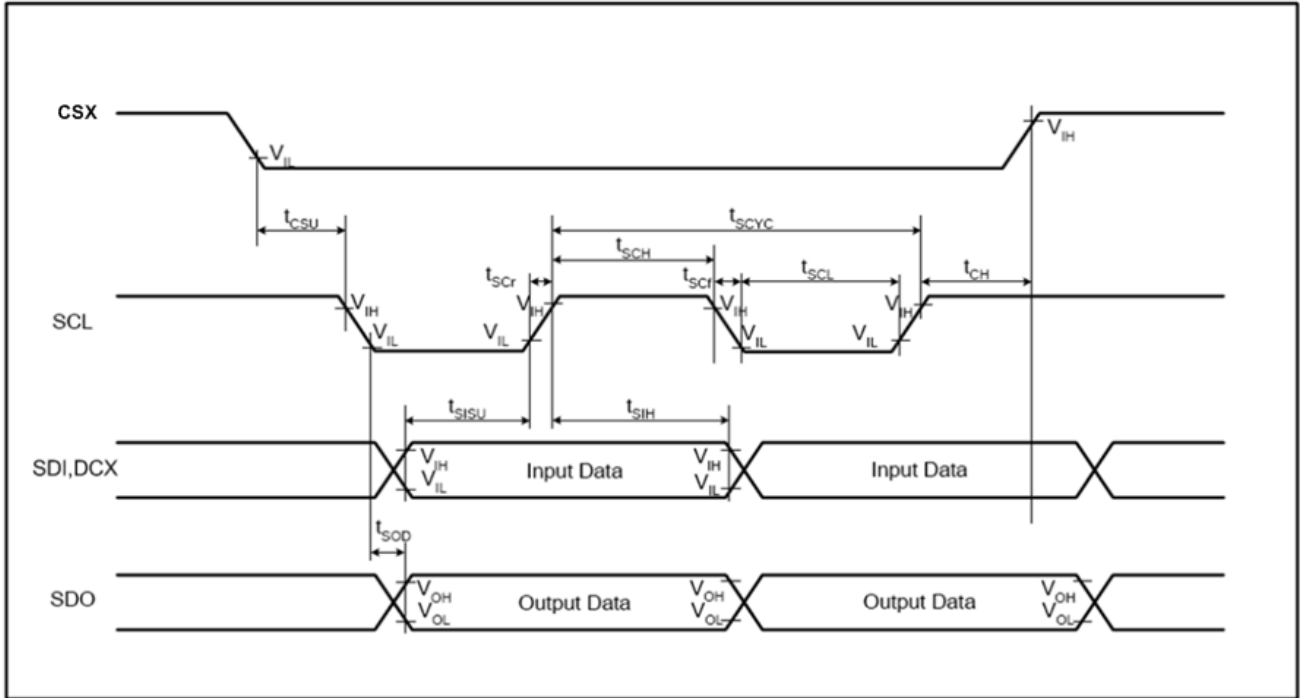 CSX
VIL
VIH
tCSU
tSCYC
tSCH
tSCr
tSCf
tSCL
tCH
SCL
VIH
VIL
VIL
VIH
VIH
VIL
VIL
VIH
tSISU
tSIH
SDI,DCX
VIH
VIL
Input Data
VIH
VIL
Input Data
tSOD
SDO
VOH
VOL
Output Data
VOH
VOL
Output Data
VOH
VOL